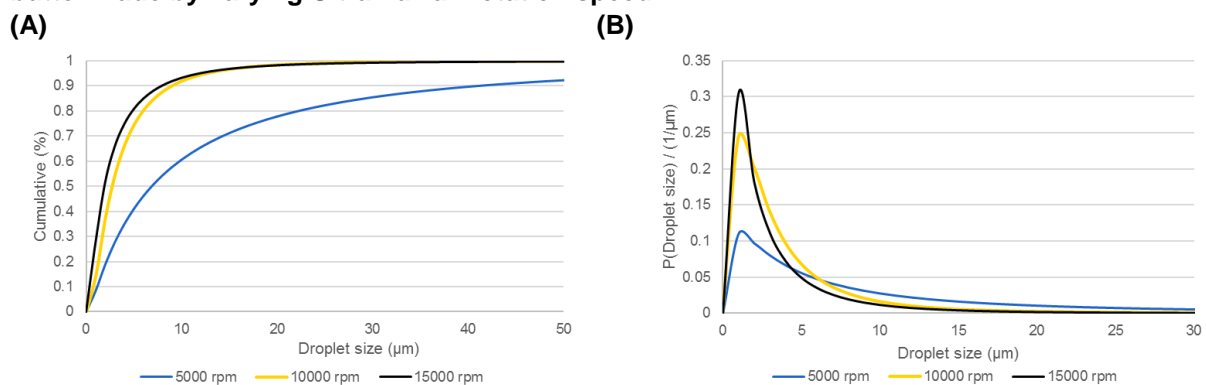 (A)
(B)
Cumulative (%)
1
0.9
0.8
0.7
0.6
0.5
0.4
0.3
0.2
0.1
0
0
10
20
30
40
50
Droplet size (µm)
5000 rpm
10000 rpm
15000 rpm
P(Droplet size) / (1/µm)
0.35
0.3
0.25
0.2
0.15
0.1
0.05
0
0
5
10
15
20
25
30
Droplet size (µm)
5000 rpm
10000 rpm
15000 rpm